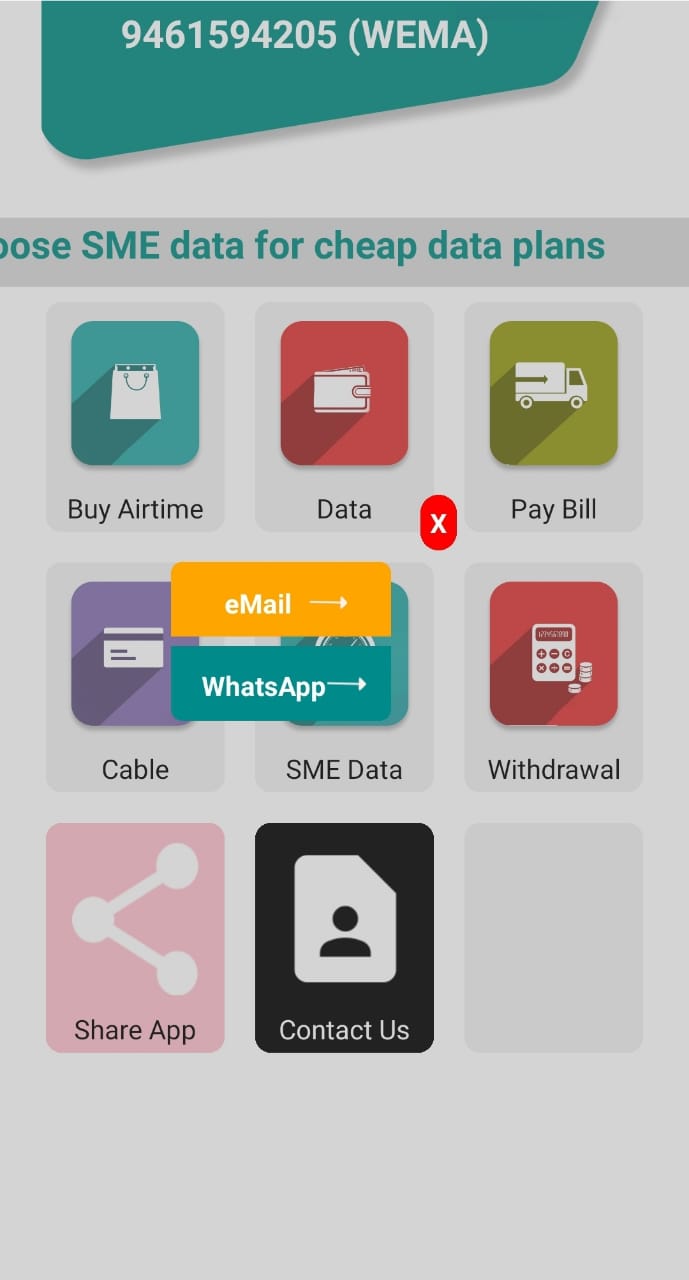 9461594205 (WEMA)
oose SME data for cheap data plans
Buy Airtime
Data
Pay Bill
X
eMail
WhatsApp
Cable
SME Data
Withdrawal
Share App
Contact Us